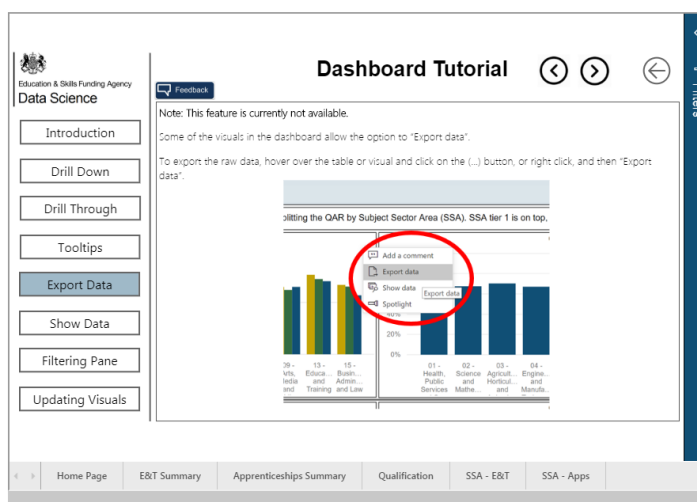 Education & Skills Funding Agency
Data Science
Dashboard Tutorial
Feedback
Introduction
Drill Down
Drill Through
Tooltips
Export Data
Show Data
Filtering Pane
Updating Visuals
Note: This feature is currently not available.
Some of the visuals in the dashboard allow the option to "Export data".
To export the raw data, hover over the table or visual and click on the (...) button, or right click, and then "Export
data".
plitting the QAR by Subject Sector Area (SSA). SSA tier 1 is on top,
Add a comment
Export data
Show data
Export data
Spotlight
40%
20%
0%
09 - 13 - 15 - 01 - 02 - 03 - 04 -
Arts, Educa... Busin... Health, Science Agricult... Engine...
Media and Admin... Public and Horticul... and
and Training and Law Services Mathe... and Manufa...
Home Page E&T Summary Apprenticeships Summary Qualification SSA - E&T SSA - Apps